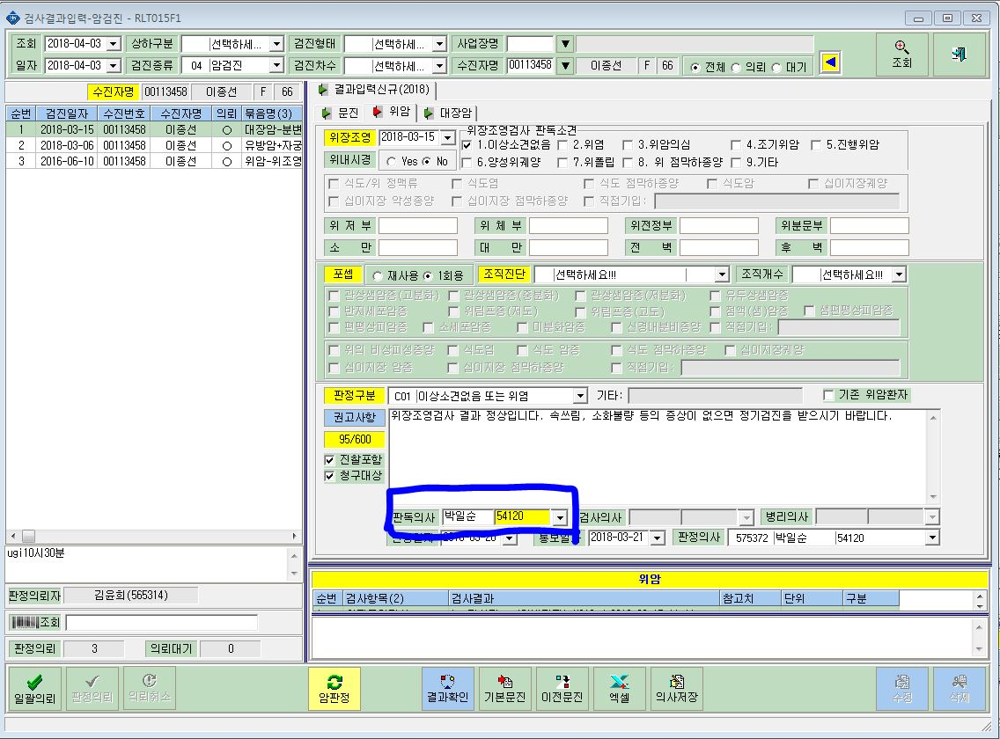 검사결과입력-암검진 - RLT015F1
조회 2018-04-03 상하구분 선택하세... 검진형태 선택하세... 사업장명
일자 2018-04-03 검진종류 04 암검진 검진차수 선택하세... 수진자명 00113458 이종선 F 66 전체 의뢰 대기 조회
수진자명 00113458 이종선 F 66
순번 검진일자 수진번호 수진자명 의뢰 묶음명(3)
1 2018-03-15 00113458 이종선 ○ 대장암-분변
2 2018-03-06 00113458 이종선 ○ 유방암+자궁
3 2016-06-10 00113458 이종선 ○ 위암-위조영
ugi10시30분
판정의뢰자 김윤희(565314)
조회
판정의뢰 3 의뢰대기 0
결과입력신규(2018)
문진 위암 대장암
위장조영 2018-03-15 위장조영검사 판독소견
1.이상소견없음 2.위염 3.위암의심 4.조기위암 5.진행위암
위내시경 Yes No 6.양성위궤양 7.위폴립 8. 위 점막하종양 9.기타
식도/위 정맥류 식도염 식도 점막하종양 식도암 십이지장궤양
십이지장 악성종양 십이지장 점막하종양 직접기입:
위 저 부 위 체 부 위전정부 위분문부
소 만 대 만 전 벽 후 벽
포셉 재사용 1회용 조직진단 선택하세요!!! 조직개수 선택하세요!!!
관상샘암종(고분화) 관상샘암종(중분화) 관상샘암종(저분화) 유두상샘암종
반지세포암종 위림프종(저도) 위림프종(고도) 점액(샘)암종 샘편평상피암종
편평상피암종 소세포암종 미분화암종 신경내분비종양 직접기입:
위의 비상피성종양 식도염 식도 암종 식도 점막하종양 십이지장궤양
십이지장 암종 십이지장 점막하종양 직접기입:
판정구분 C01 이상소견없음 또는 위염 기타: 기존 위암환자
권고사항 위장조영검사 결과 정상입니다. 속쓰림, 소화불량 등의 증상이 없으면 정기검진을 받으시기 바랍니다.
95/600
진찰포함
청구대상
판독의사 박일순 54120 검사의사 병리의사
2018-03-20 통보일자 2018-03-21 판정의사 575372 박일순 54120
위암
순번 검사항목(2) 검사결과 참고치 단위 구분
일괄의뢰 판정의뢰 의뢰취소 암판정 결과확인 기본문진 이전문진 엑셀 의사저장 수정 삭제